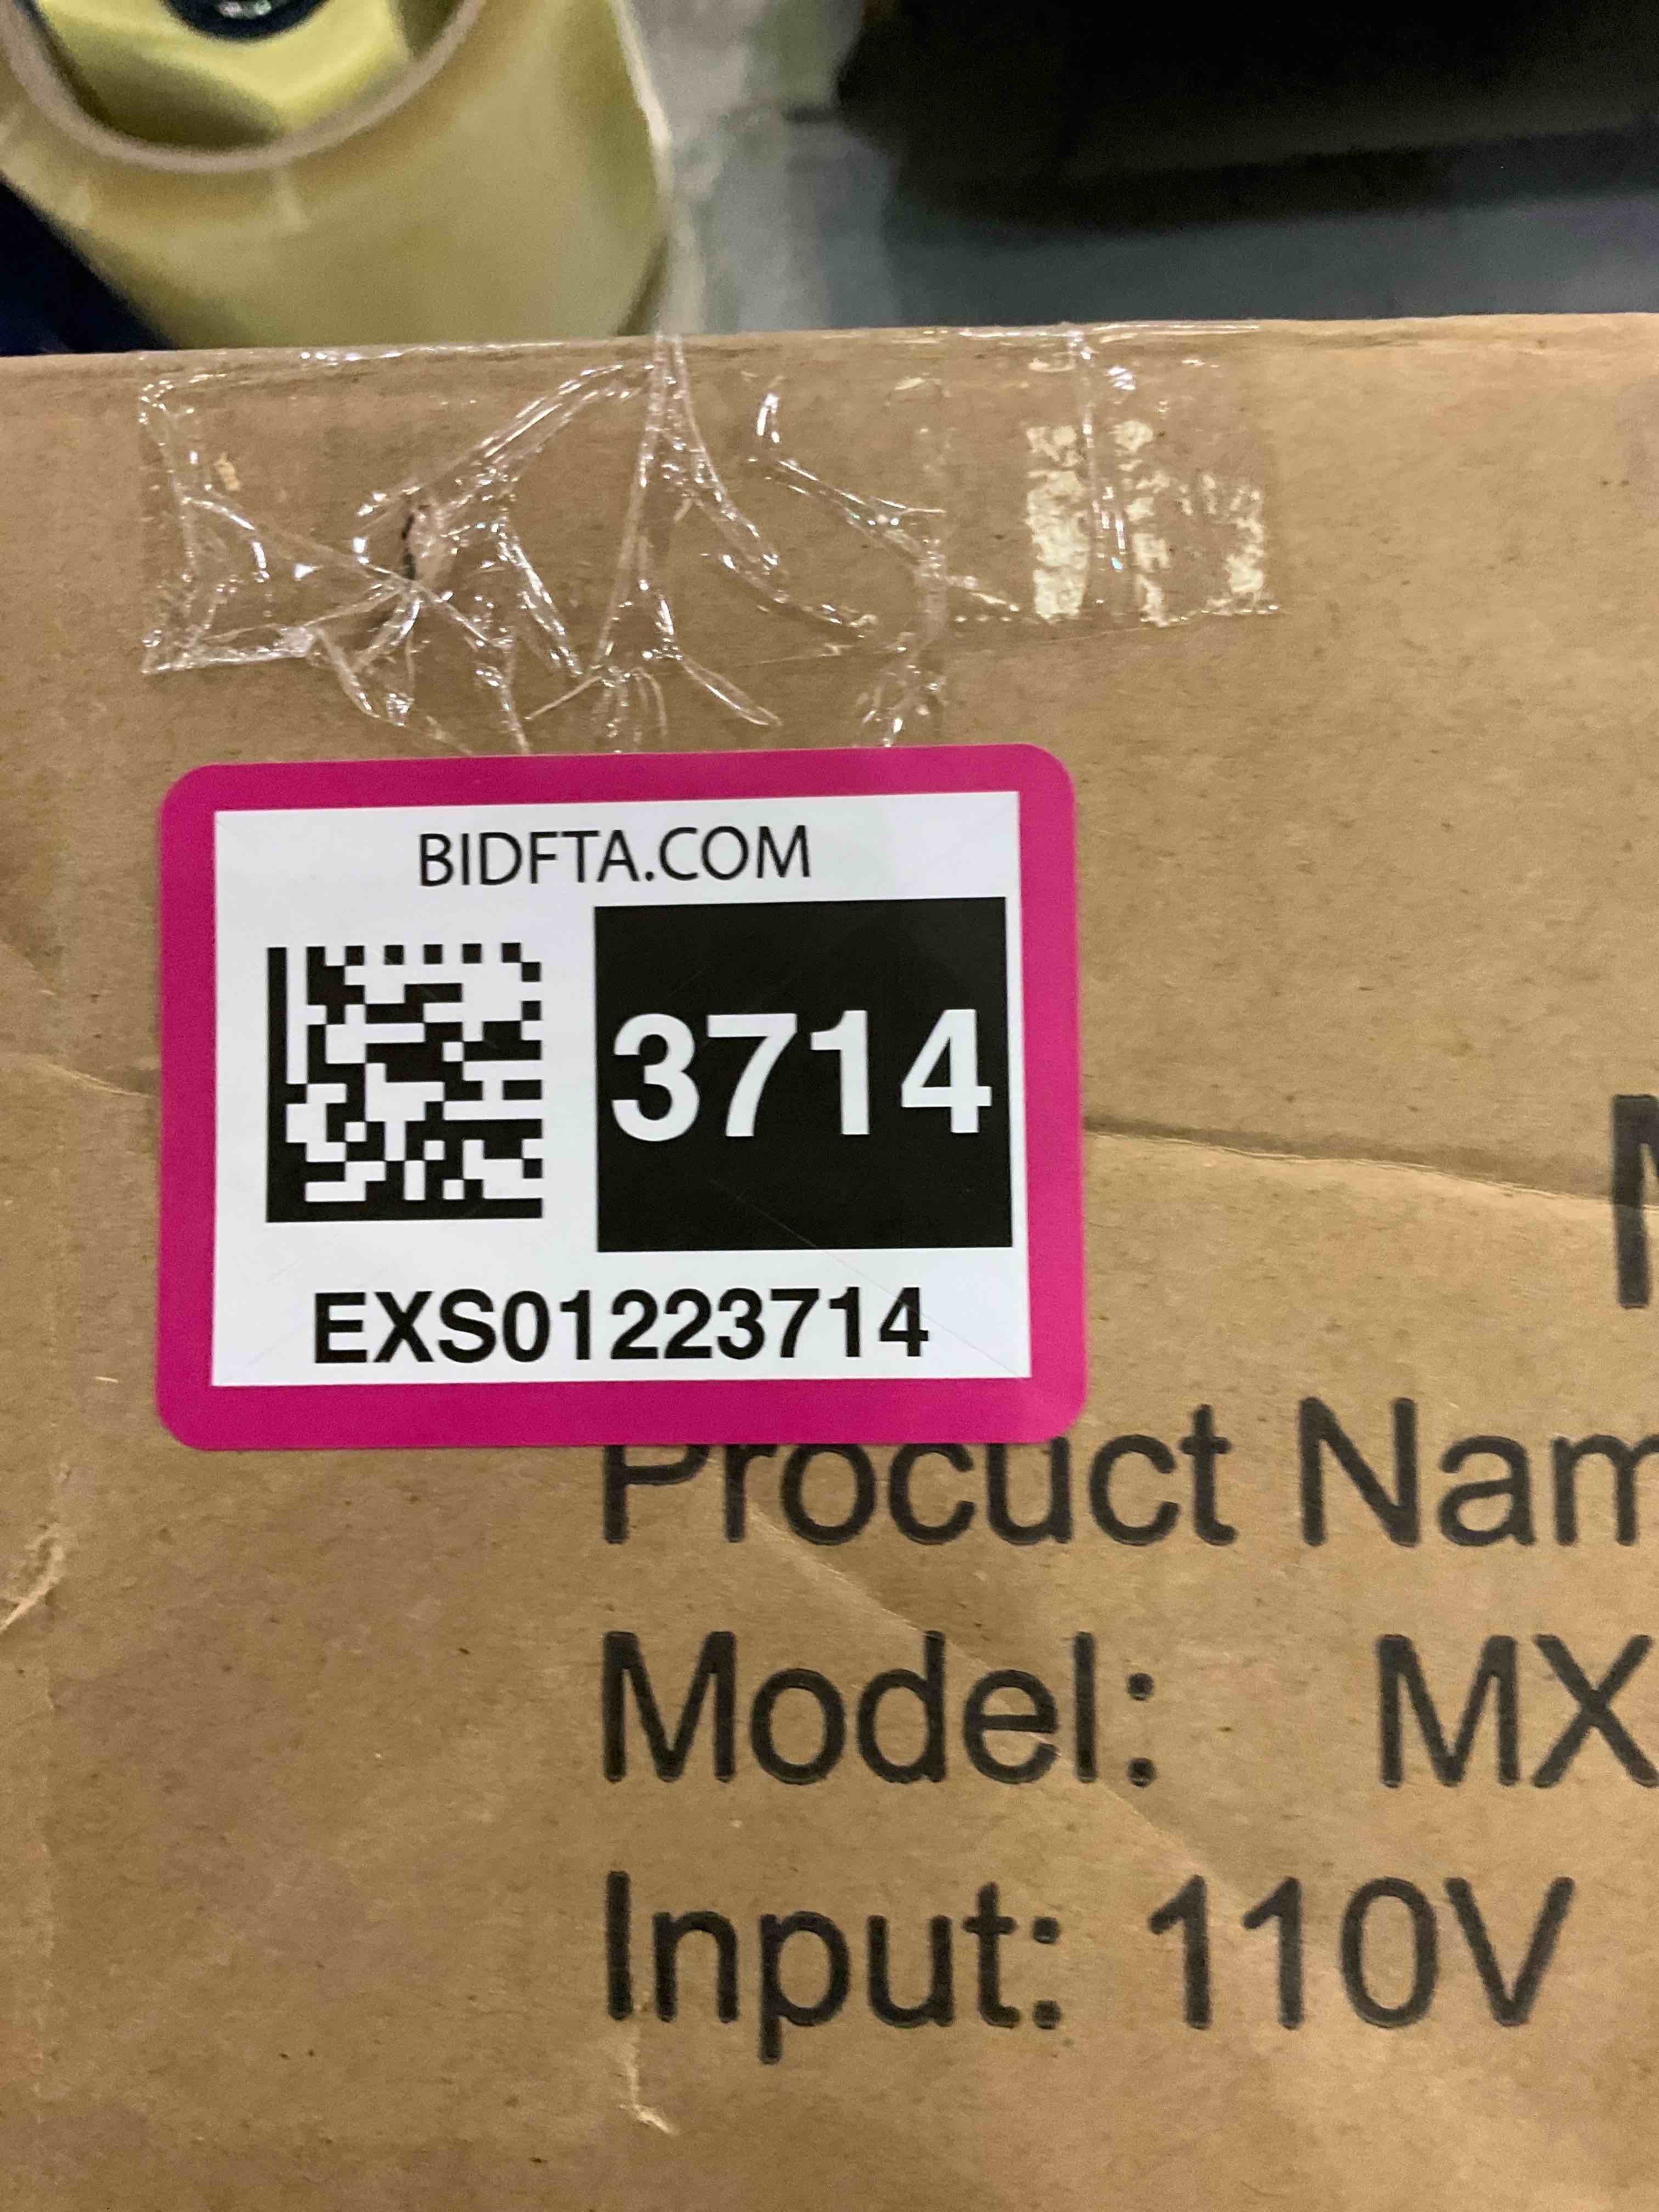 BIDFTA.COM
3714
EXS01223714
Procuct Nam
Model: MX
Input: 110V